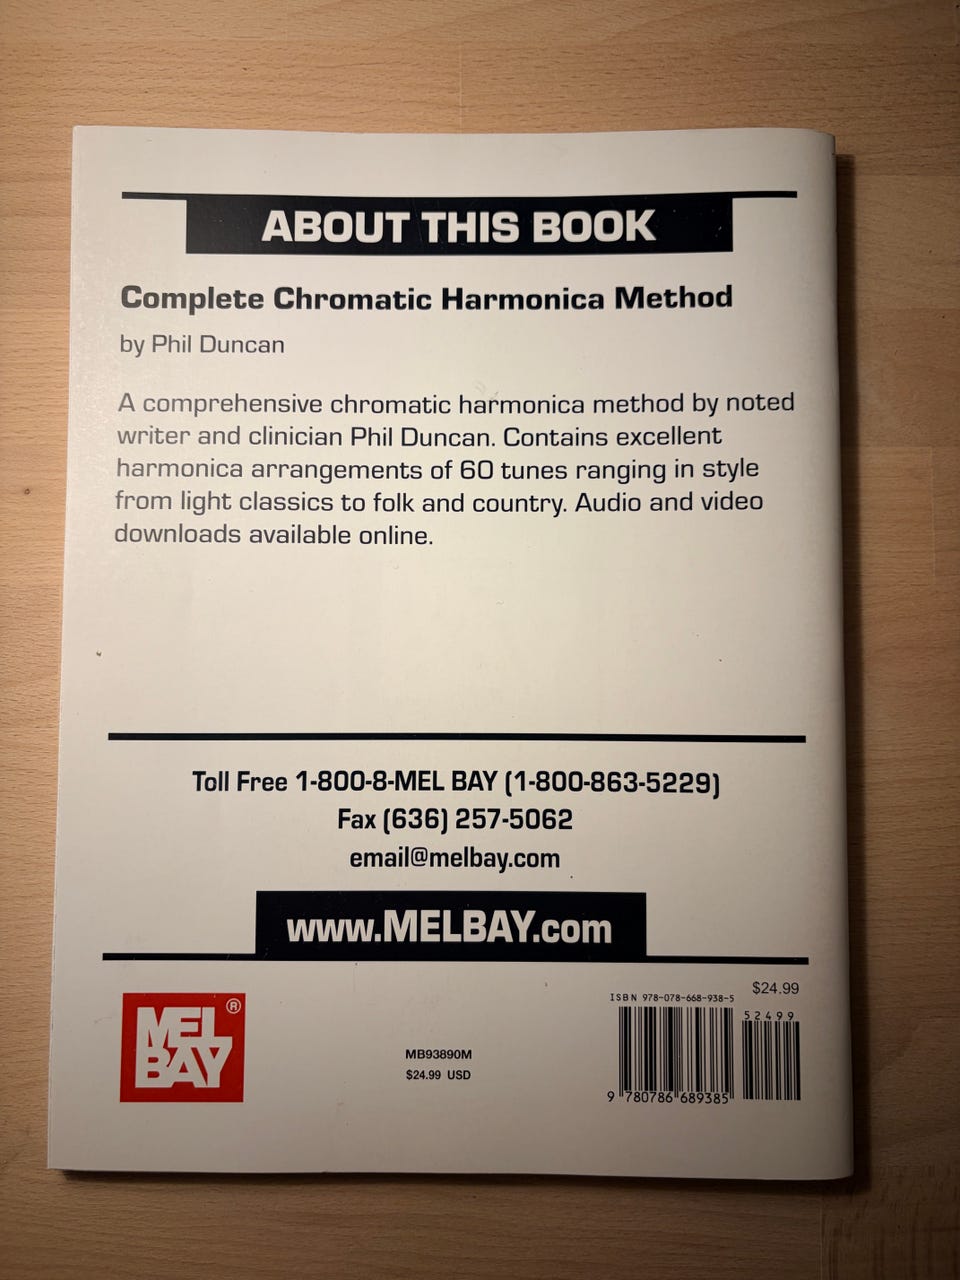 ABOUT THIS BOOK
Complete Chromatic Harmonica Method
by Phil Duncan
A comprehensive chromatic harmonica method by noted
writer and clinician Phil Duncan. Contains excellent
harmonica arrangements of 60 tunes ranging in style
from light classics to folk and country. Audio and video
downloads available online.
Toll Free 1-800-8-MEL BAY (1-800-863-5229)
Fax (636) 257-5062
email@melbay.com
www.MELBAY.com
MEL ®
BAY
MB93890M
$24.99 USD
$24.99
ISBN 978-078-668-938-5
52499
9 780786 689385